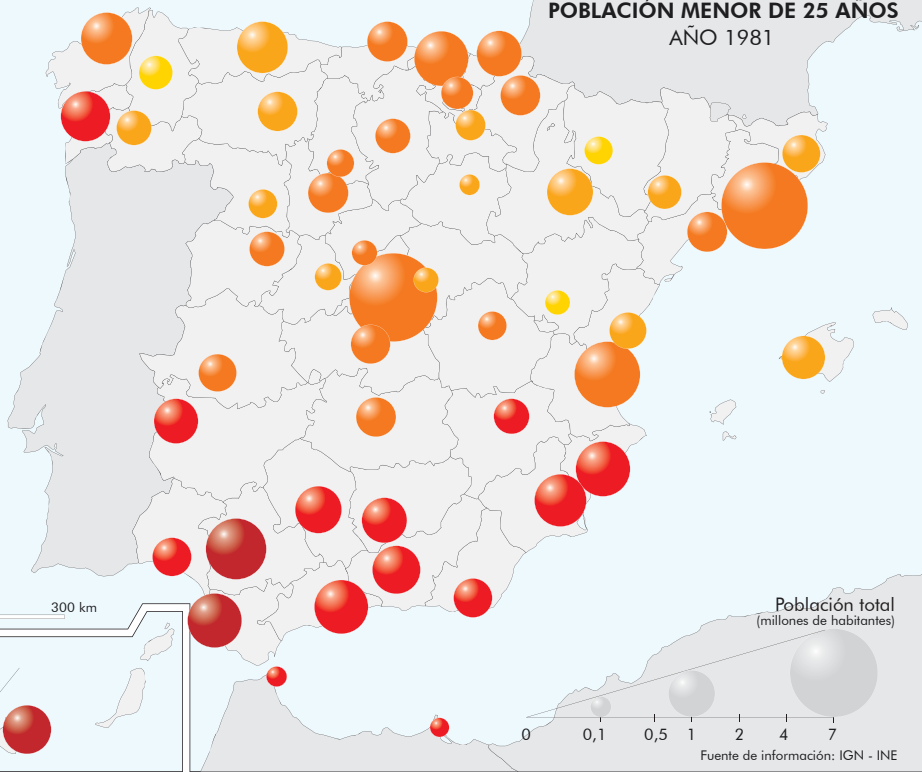 POBLACIÓN MENOR DE 25 AÑOS
AÑO 1981
300 km
Población total
(millones de habitantes)
0 0,1 0,5 1 2 4 7
Fuente de información: IGN - INE